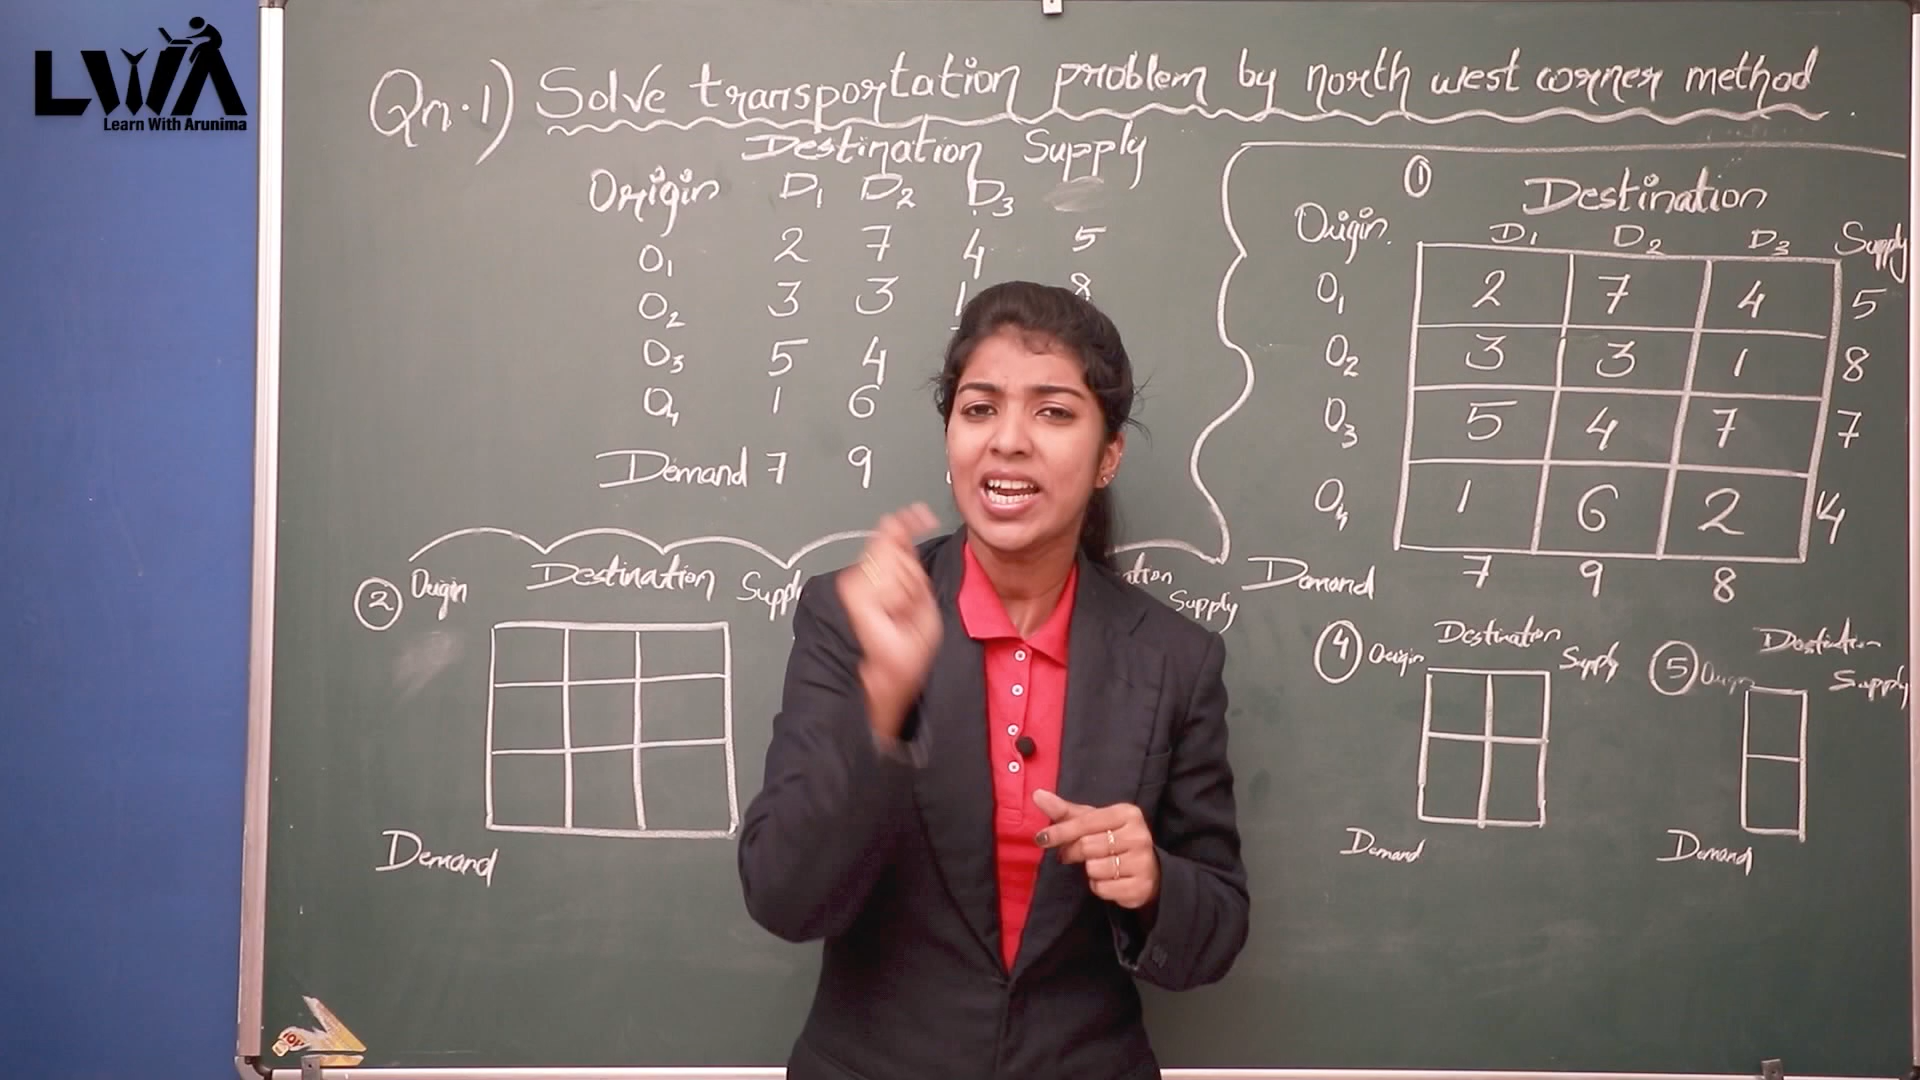 LWA
Learn With Arunima
Qn.1) Solve transportation problem by north west corner method
Destination Supply
Origin D1 D2 D3
O1 2 7 4 5
O2 3 3 1 8
O3 5 4
O4 1 6
Demand 7 9
① Destination
Origin D1 D2 D3 Supply
O1 2 7 4 5
O2 3 3 1 8
O3 5 4 7 7
O4 1 6 2 14
Demand 7 9 8
② Origin Destination Supply
Demand
Supply
④ Origin Destination Supply
Demand
⑤ Origin Destination Supply
Demand